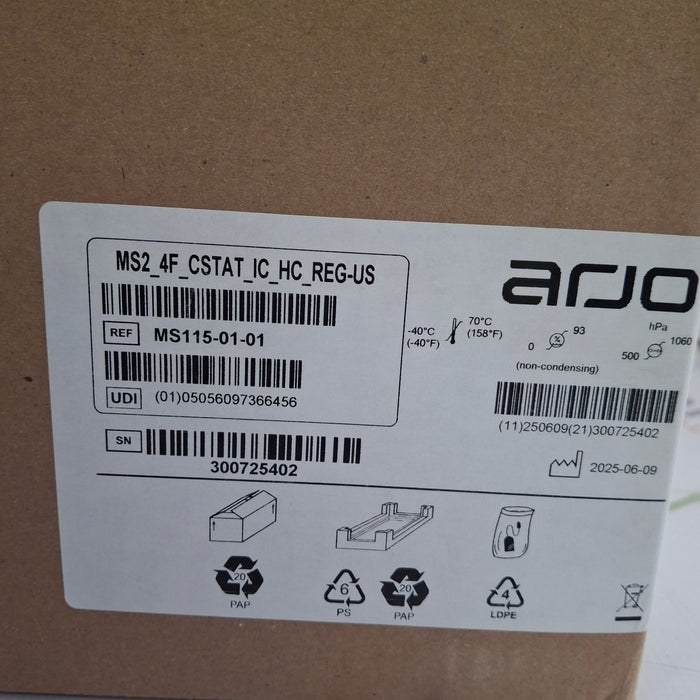 MS2_4F_CSTAT_IC_HC_REG-US
arjo
REF MS115-01-01
-40°C
(-40°F)
70°C
(158°F)
0 % 93
(non-condensing)
hPa
500 1060
UDI (01)05056097366456
(11)250609(21)300725402
SN
300725402
2025-06-09
20
PAP
6
PS
20
PAP
4
LDPE